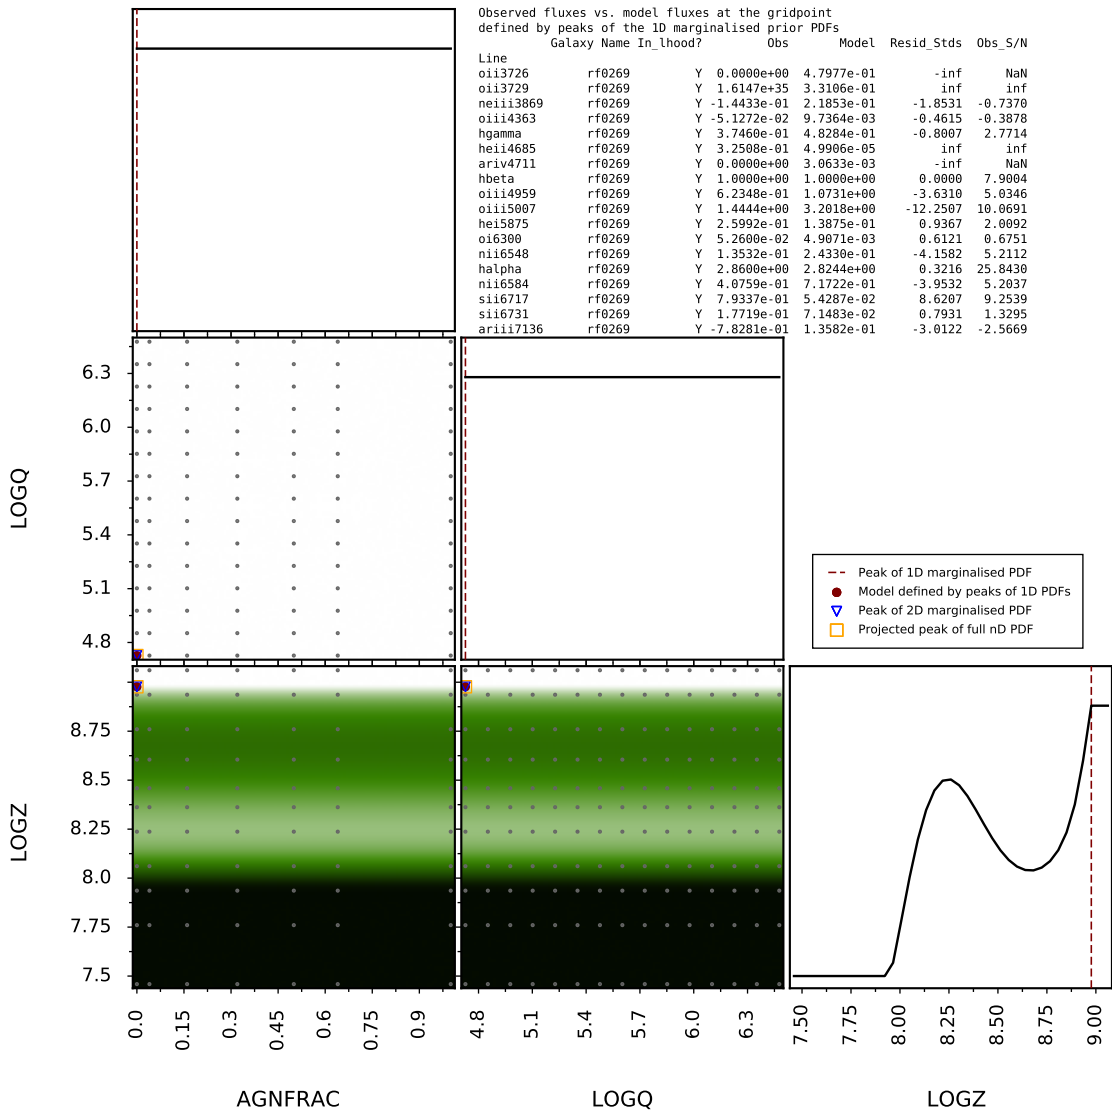 Observed fluxes vs. model fluxes at the gridpoint
defined by peaks of the 1D marginalised prior PDFs
Galaxy Name In_lhood? Obs Model Resid_Stds Obs_S/N
Line
oii3726 rf0269 Y 0.0000e+00 4.7977e-01 -inf NaN
oii3729 rf0269 Y 1.6147e+35 3.3106e-01 inf inf
neiii3869 rf0269 Y -1.4433e-01 2.1853e-01 -1.8531 -0.7370
oiii4363 rf0269 Y -5.1272e-02 9.7364e-03 -0.4615 -0.3878
hgamma rf0269 Y 3.7460e-01 4.8284e-01 -0.8007 2.7714
heii4685 rf0269 Y 3.2508e-01 4.9906e-05 inf inf
ariv4711 rf0269 Y 0.0000e+00 3.0633e-03 -inf NaN
hbeta rf0269 Y 1.0000e+00 1.0000e+00 0.0000 7.9004
oiii4959 rf0269 Y 6.2348e-01 1.0731e+00 -3.6310 5.0346
oiii5007 rf0269 Y 1.4444e+00 3.2018e+00 -12.2507 10.0691
hei5875 rf0269 Y 2.5992e-01 1.3875e-01 0.9367 2.0092
oi6300 rf0269 Y 5.2600e-02 4.9071e-03 0.6121 0.6751
nii6548 rf0269 Y 1.3532e-01 2.4330e-01 -4.1582 5.2112
halpha rf0269 Y 2.8600e+00 2.8244e+00 0.3216 25.8430
nii6584 rf0269 Y 4.0759e-01 7.1722e-01 -3.9532 5.2037
sii6717 rf0269 Y 7.9337e-01 5.4287e-02 8.6207 9.2539
sii6731 rf0269 Y 1.7719e-01 7.1483e-02 0.7931 1.3295
ariii7136 rf0269 Y -7.8281e-01 1.3582e-01 -3.0122 -2.5669
6.3
6.0
5.7
5.4
5.1
4.8
LOGQ
Peak of 1D marginalised PDF
Model defined by peaks of 1D PDFs
Peak of 2D marginalised PDF
Projected peak of full nD PDF
8.75
8.5
8.25
8.0
7.75
7.5
LOGZ
0.0 0.15 0.3 0.45 0.6 0.75 0.9
4.8 5.1 5.4 5.7 6.0 6.3
7.50 7.75 8.00 8.25 8.50 8.75 9.00
AGNFRAC LOGQ LOGZ